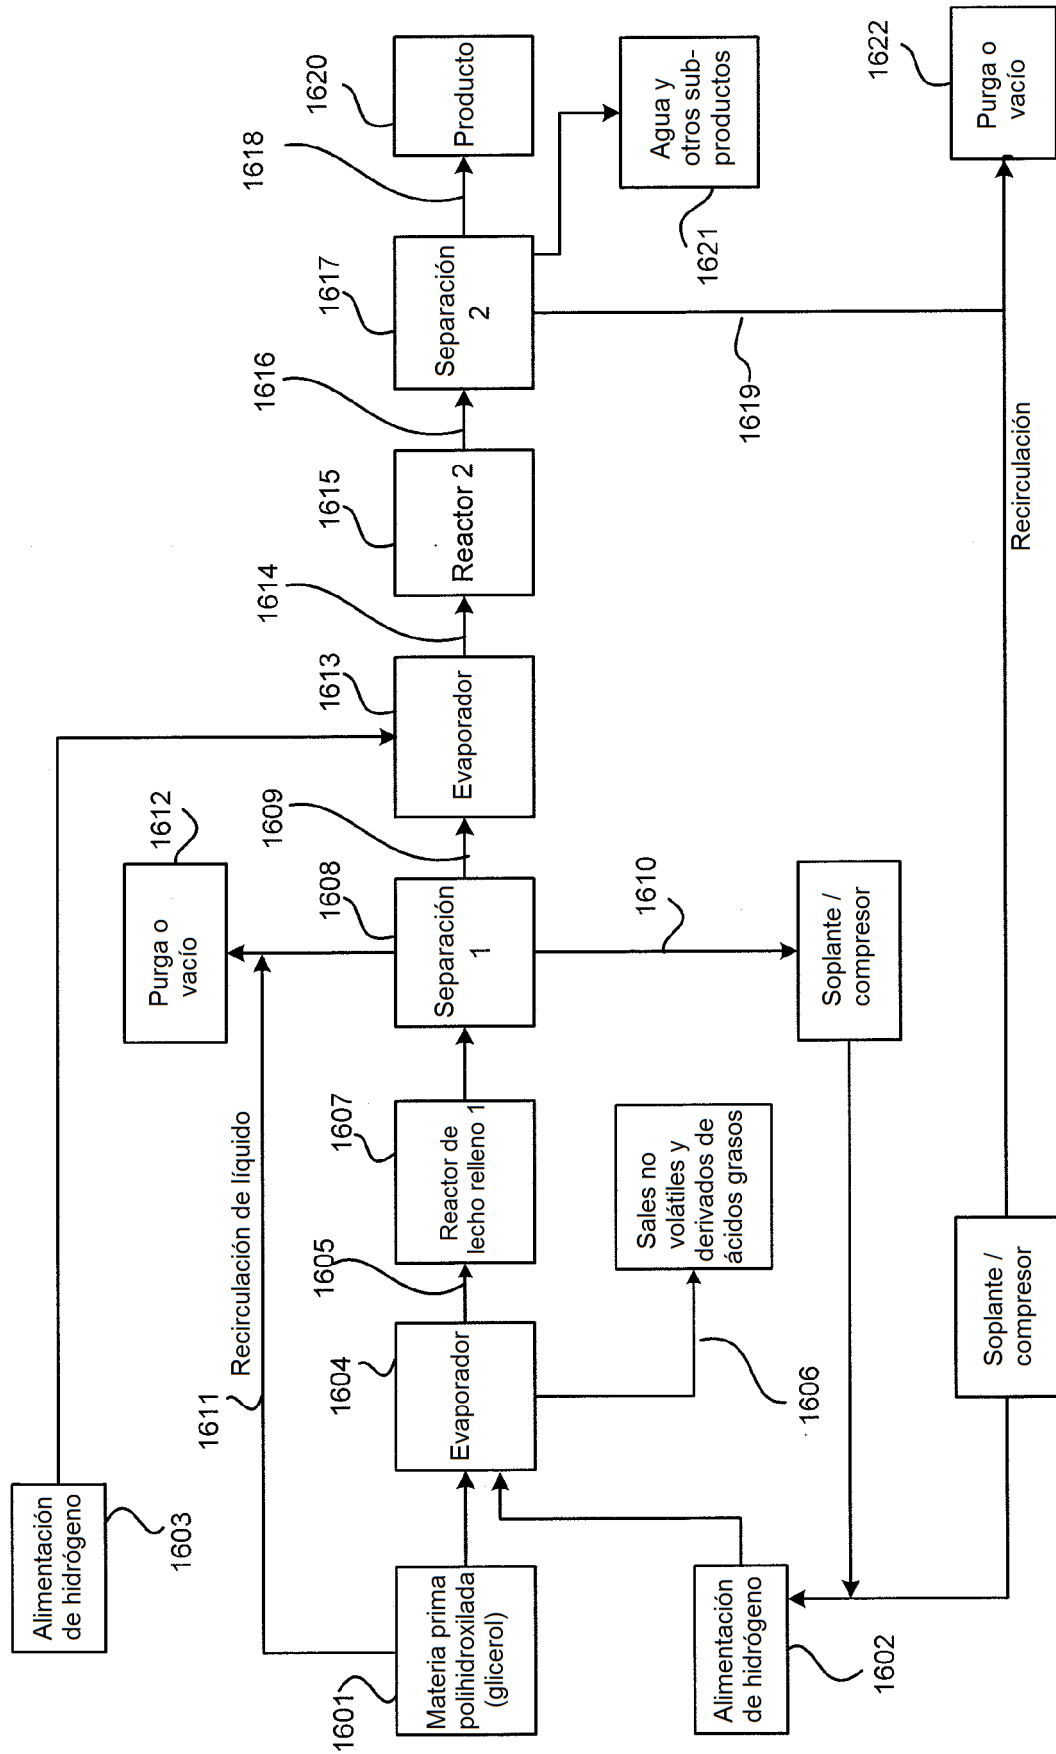 Alimentación
de hidrógeno
1603
1611
Recirculación de líquido
Purga o
vacío
1612
1601
Materia prima
polihidroxilada
(glicerol)
1604
Evaporador
1605
1607
Reactor de
lecho relleno 1
1608
Separación
1
1609
1613
Evaporador
1614
1615
Reactor 2
1616
1617
Separación
2
1618
1620
Producto
Alimentación
de hidrógeno
1602
1606
Sales no
volátiles y
derivados de
ácidos grasos
1610
Soplante /
compresor
1621
Agua y
otros sub-
productos
1619
Soplante /
compresor
Recirculación
1622
Purga o
vacío